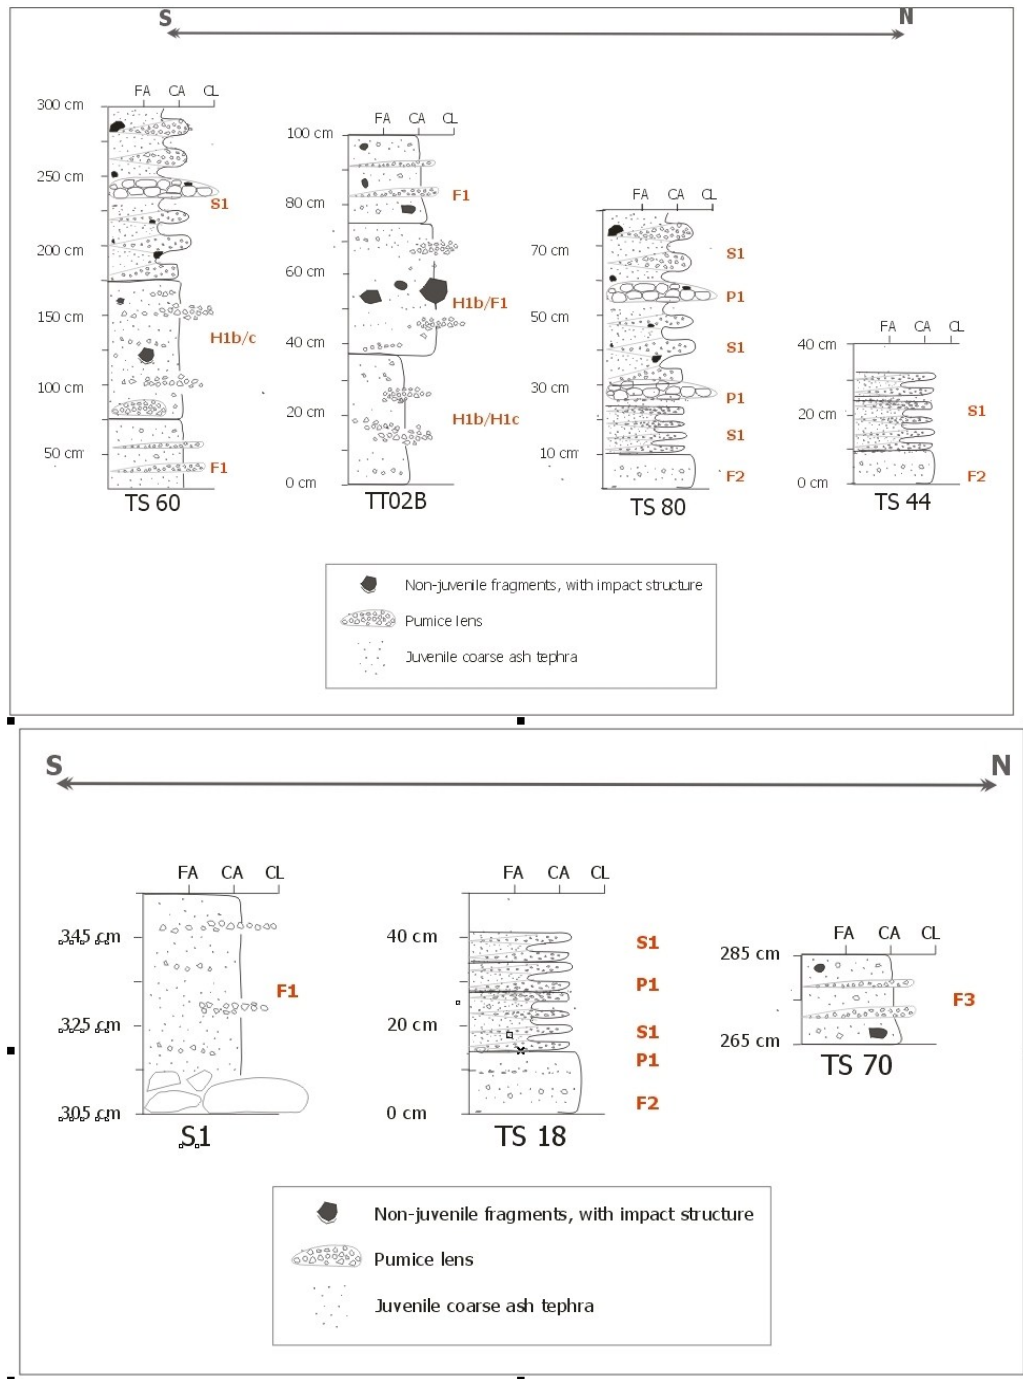 S N
FA CA CL
300 cm
250 cm
S1
200 cm
150 cm
H1b/c
100 cm
50 cm
F1
TS 60
FA CA CL
100 cm
F1
80 cm
60 cm
H1b/F1
40 cm
H1b/H1c
20 cm
0 cm
TT02B
FA CA CL
70 cm
S1
P1
50 cm
S1
30 cm
P1
S1
10 cm
F2
TS 80
FA CA CL
40 cm
S1
20 cm
0 cm
F2
TS 44
Non-juvenile fragments, with impact structure
Pumice lens
Juvenile coarse ash tephra
S N
FA CA CL
345 cm
F1
325 cm
305 cm
S1
FA CA CL
40 cm
S1
P1
20 cm
S1
P1
F2
0 cm
TS 18
FA CA CL
285 cm
F3
265 cm
TS 70
Non-juvenile fragments, with impact structure
Pumice lens
Juvenile coarse ash tephra